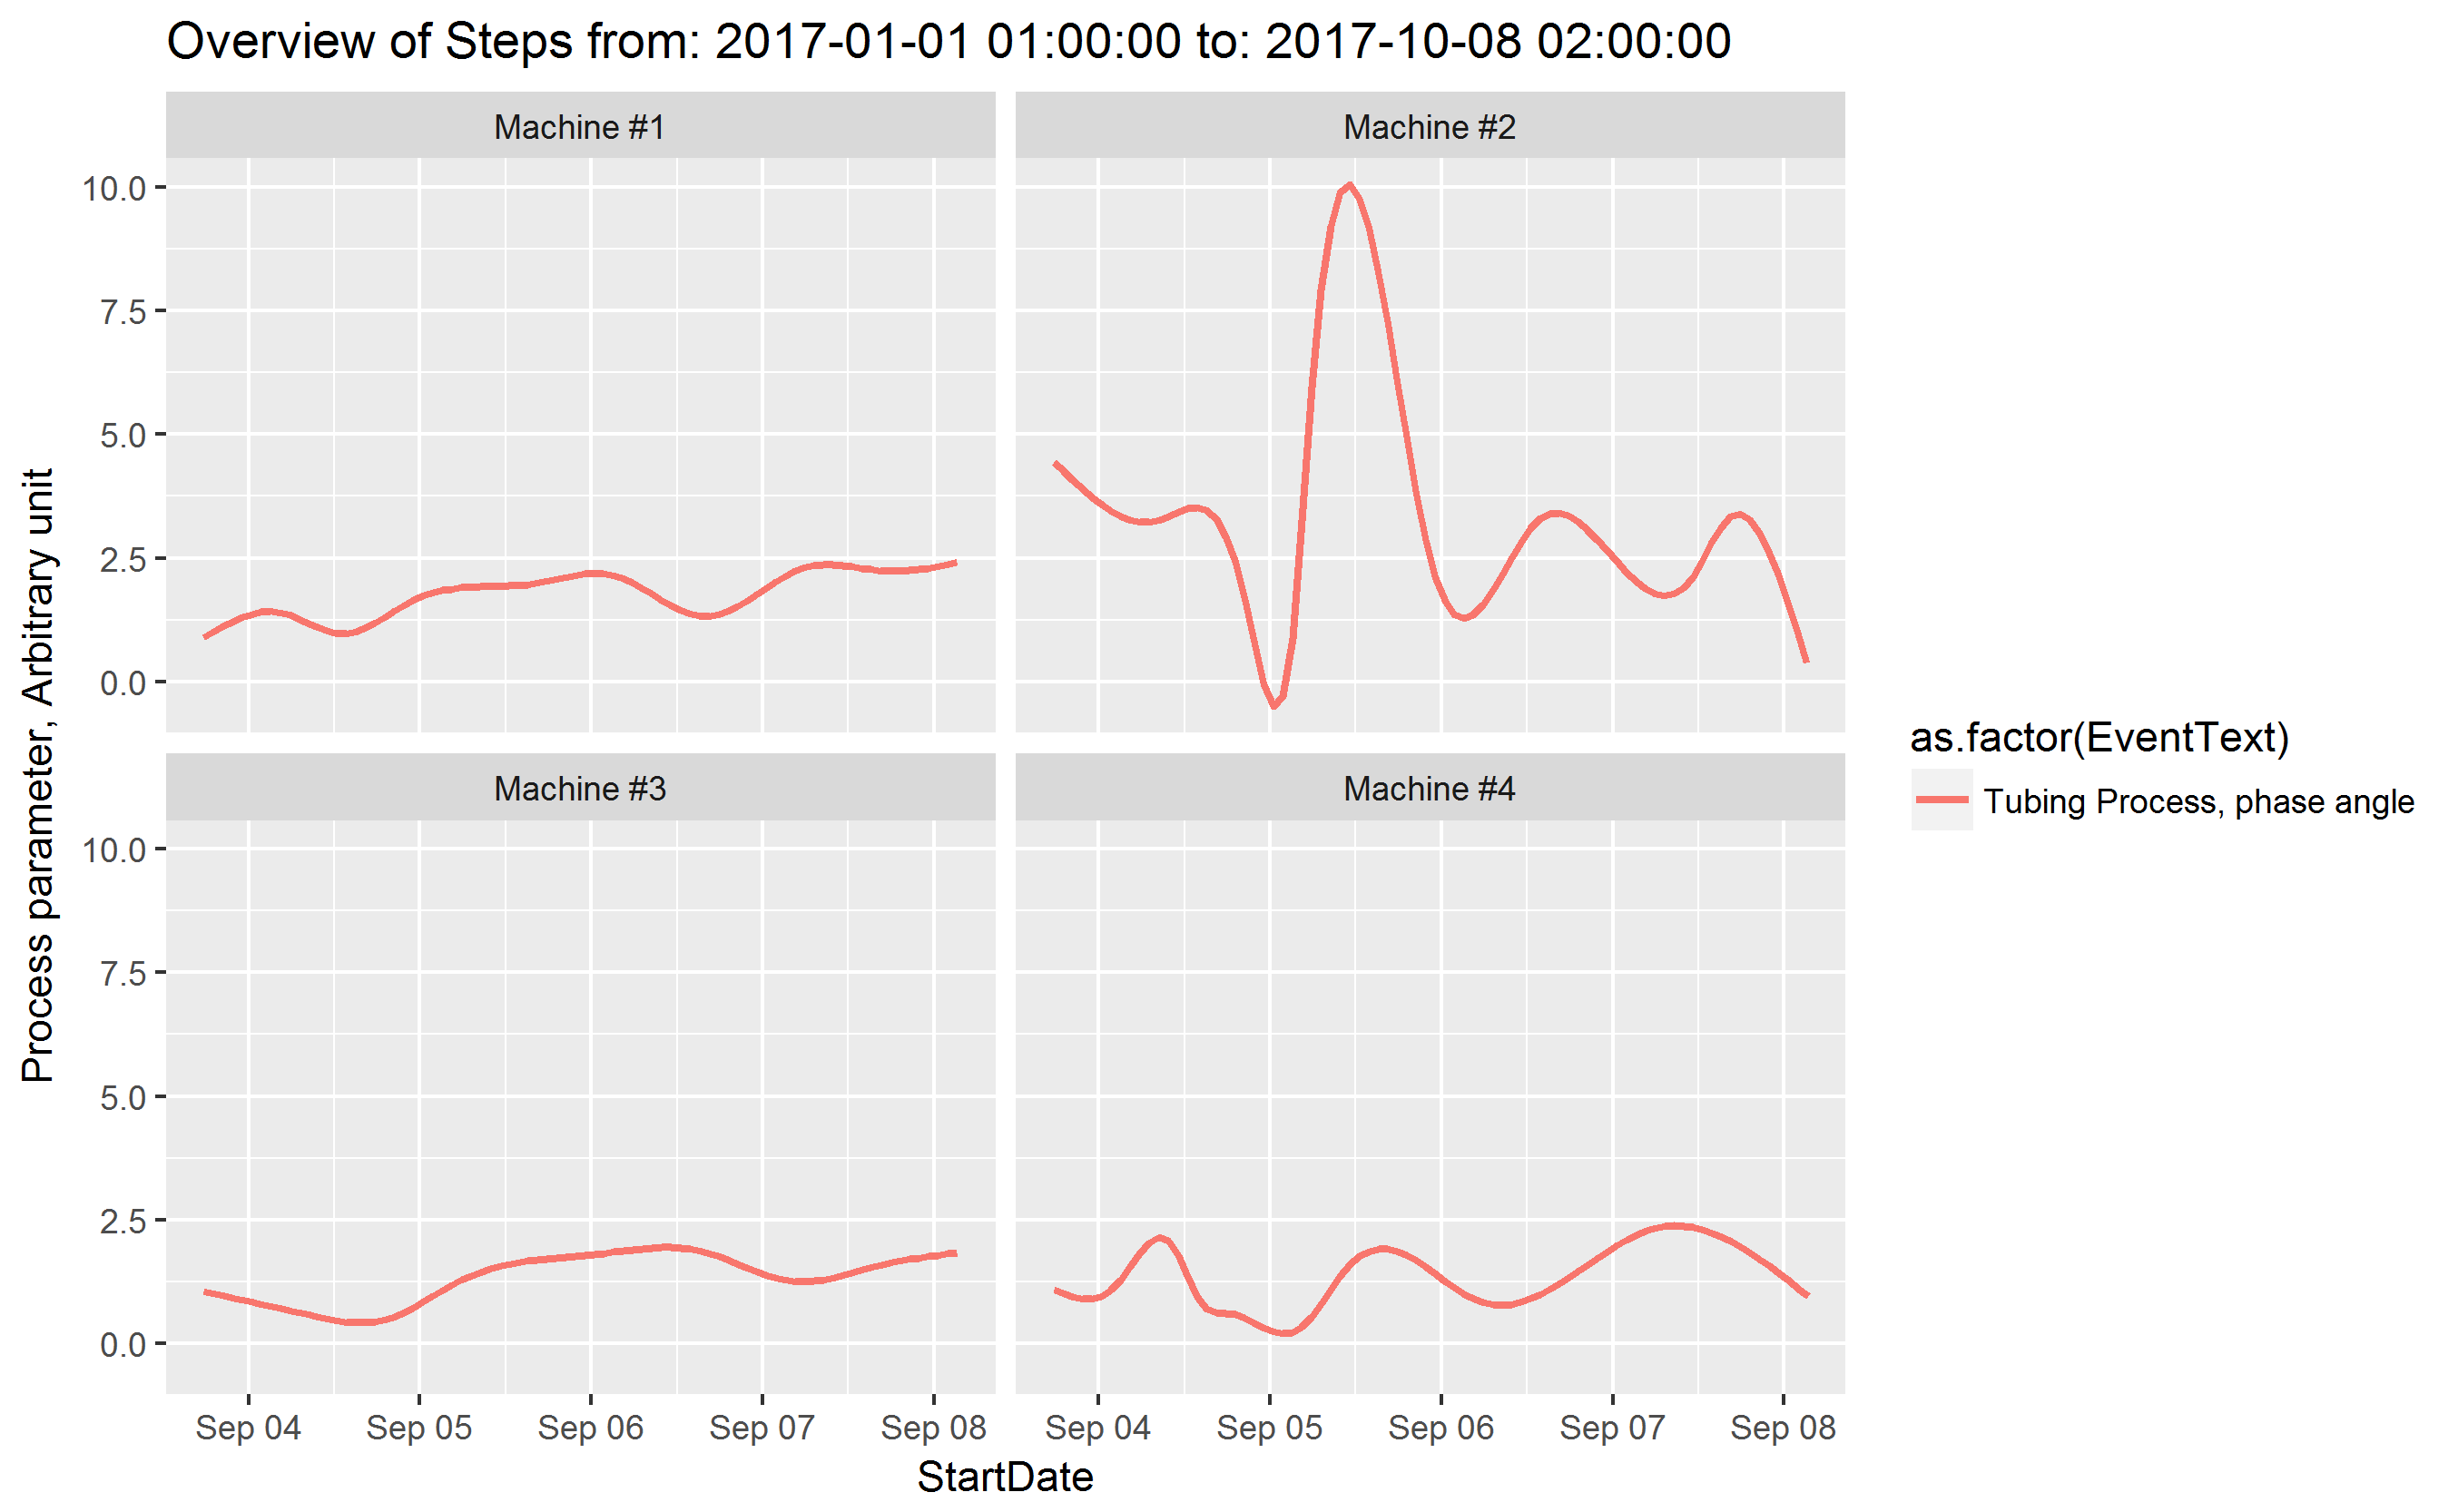 Overview of Steps from: 2017-01-01 01:00:00 to: 2017-10-08 02:00:00
Machine #1
Machine #2
10.0
7.5
5.0
2.5
0.0
Machine #3
Machine #4
10.0
7.5
5.0
2.5
0.0
Sep 04
Sep 05
Sep 06
Sep 07
Sep 08
Sep 04
Sep 05
Sep 06
Sep 07
Sep 08
StartDate
Process parameter, Arbitrary unit
as.factor(EventText)
Tubing Process, phase angle